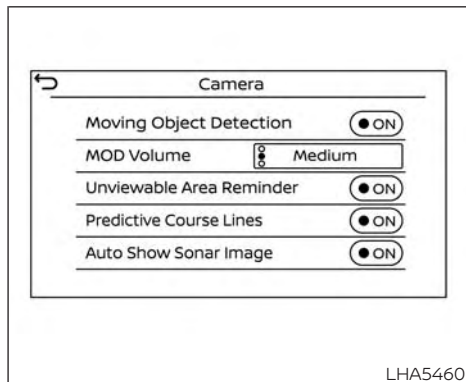 Camera
Moving Object Detection ON
MOD Volume Medium
Unviewable Area Reminder ON
Predictive Course Lines ON
Auto Show Sonar Image ON
LHA5460